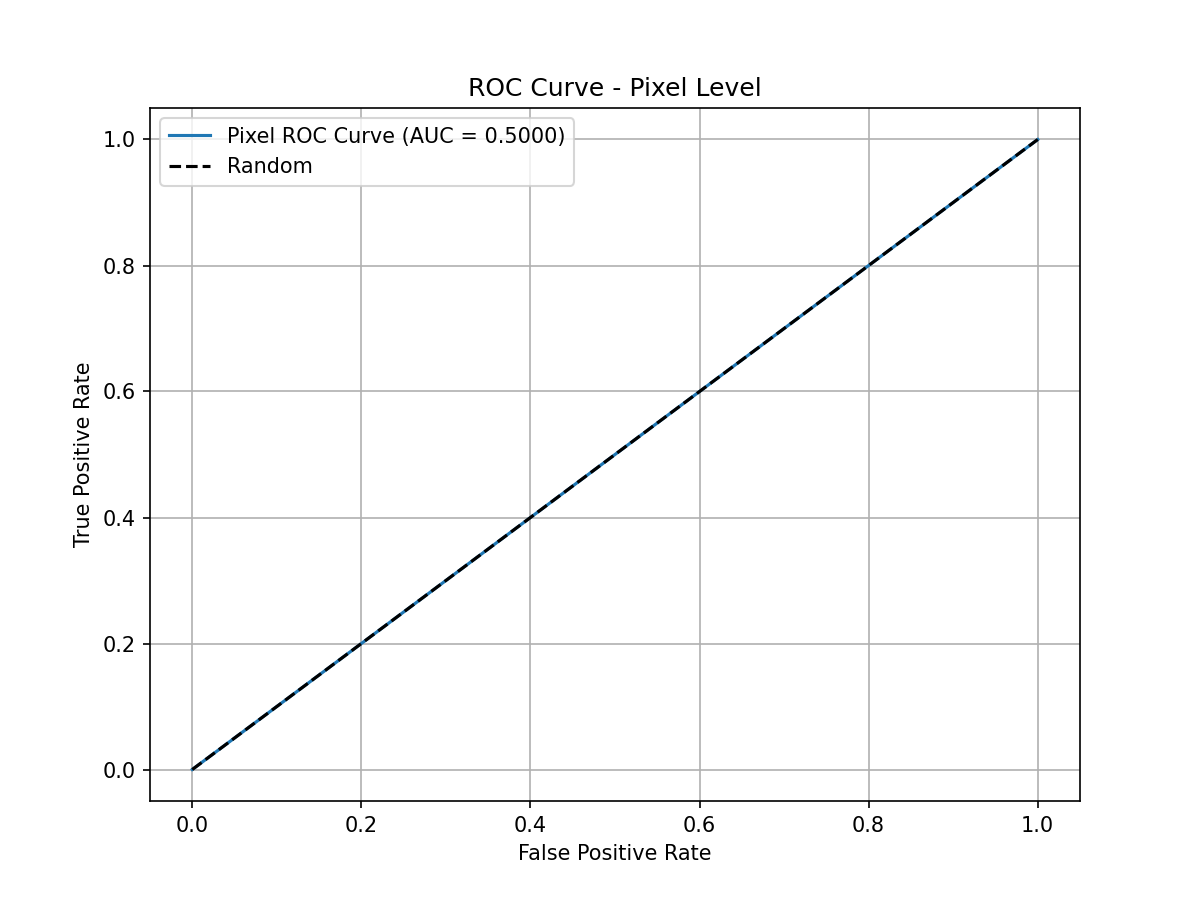 ROC Curve - Pixel Level
Pixel ROC Curve (AUC = 0.5000)
Random
True Positive Rate
1.0
0.8
0.6
0.4
0.2
0.0
0.0 0.2 0.4 0.6 0.8 1.0
False Positive Rate